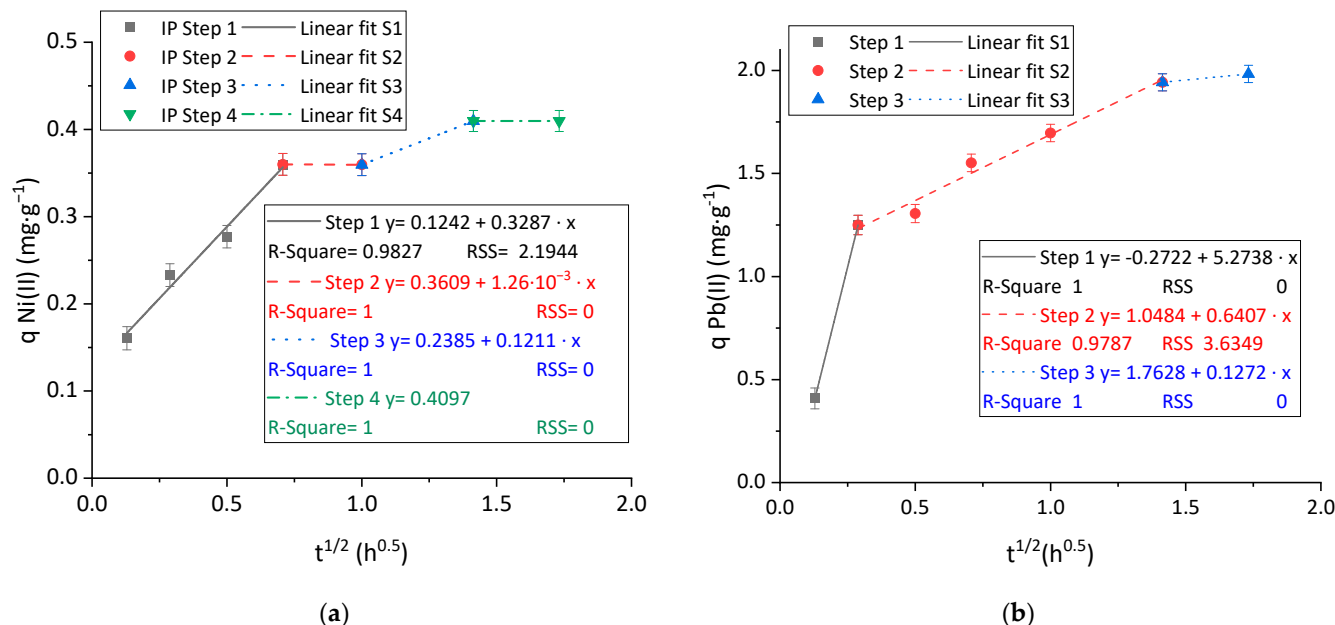 IP Step 1 Linear fit S1
IP Step 2 Linear fit S2
IP Step 3 Linear fit S3
IP Step 4 Linear fit S4
q Ni(II) (mg·g⁻¹)
0.5
0.4
0.3
0.2
0.1
0.0
Step 1 y= 0.1242 + 0.3287 · x
R-Square= 0.9827 RSS= 2.1944
Step 2 y= 0.3609 + 1.26·10⁻³ · x
R-Square= 1 RSS= 0
Step 3 y= 0.2385 + 0.1211 · x
R-Square= 1 RSS= 0
Step 4 y= 0.4097
R-Square= 1 RSS= 0
0.0 0.5 1.0 1.5 2.0
t¹ᐟ² (h⁰·⁵)
(a)
Step 1 Linear fit S1
Step 2 Linear fit S2
Step 3 Linear fit S3
q Pb(II) (mg·g⁻¹)
2.0
1.5
1.0
0.5
0.0
Step 1 y= -0.2722 + 5.2738 · x
R-Square 1 RSS 0
Step 2 y= 1.0484 + 0.6407 · x
R-Square 0.9787 RSS 3.6349
Step 3 y= 1.7628 + 0.1272 · x
R-Square 1 RSS 0
0.0 0.5 1.0 1.5 2.0
t¹ᐟ²(h⁰·⁵)
(b)